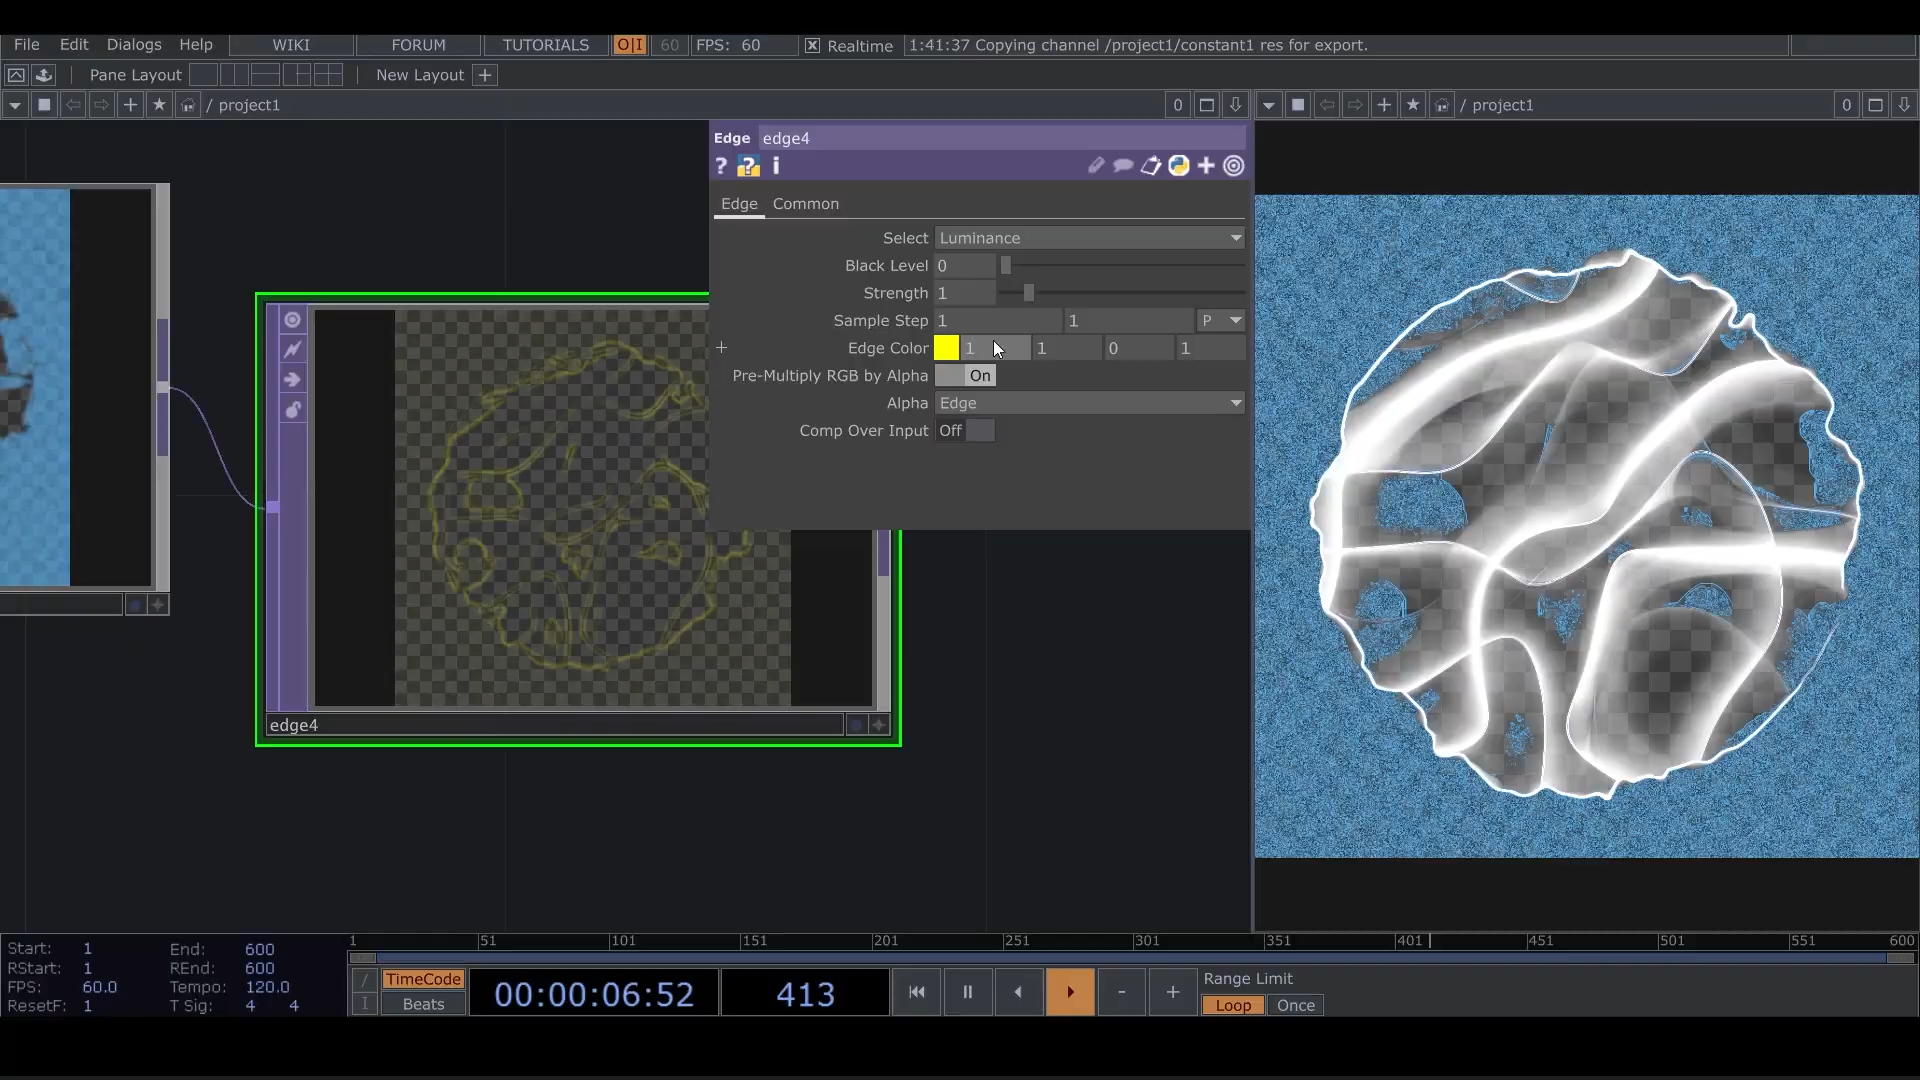 File Edit Dialogs Help WIKI FORUM TUTORIALS O|I 60 FPS: 60 Realtime 1:41:37 Copying channel /project1/constant1 res for export.
Pane Layout New Layout +
/ project1 0 / project1 0
Edge edge4
? ? i
Edge Common
Select Luminance
Black Level 0
Strength 1
Sample Step 1 1 P
+ Edge Color 1 1 0 1
Pre-Multiply RGB by Alpha On
Alpha Edge
Comp Over Input Off
edge4
1 51 101 151 201 251 301 351 401 451 501 551 600
Start: 1 End: 600
RStart: 1 REnd: 600
FPS: 60.0 Tempo: 120.0
ResetF: 1 T Sig: 4 4
/ TimeCode
I Beats
00:00:06:52 413 - +
Range Limit
Loop Once